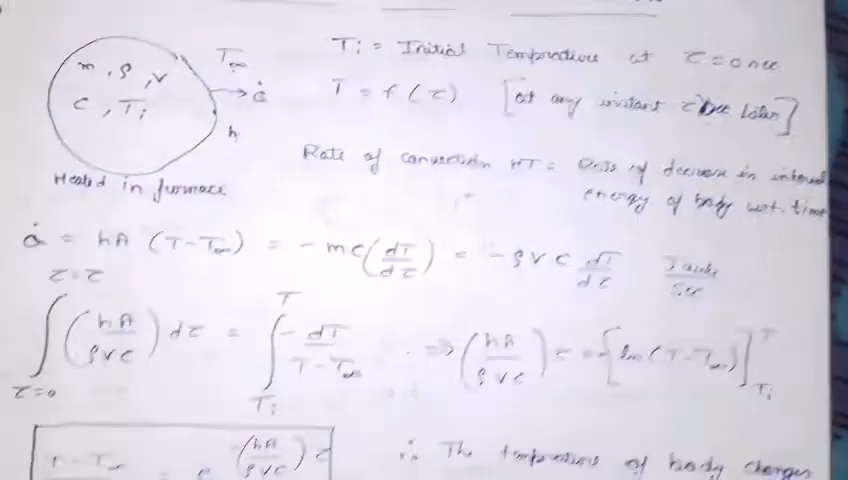 m, ρ, V
C, Ti
T∞
Q̇
h
Heated in furnace
Ti = Initial Temperature at τ = 0 sec
T = f(τ) [at any instant τ sec later]
Rate of convection HT = Rate of decrease in internal
energy of body w.r.t. time
Q̇ = hA (T-T∞) = -mc(dT/dτ) = -ρVC dT/dτ Joule/sec
∫_{τ=0}^{τ=τ} (hA/ρVC) dτ = ∫_{Ti}^{T} -dT/(T-T∞) ⇒ (hA/ρVC) τ = -[ln(T-T∞)]_{Ti}^{T}
T-T∞ = e^{-(hA/ρVC)τ}
∴ The temperature of body changes